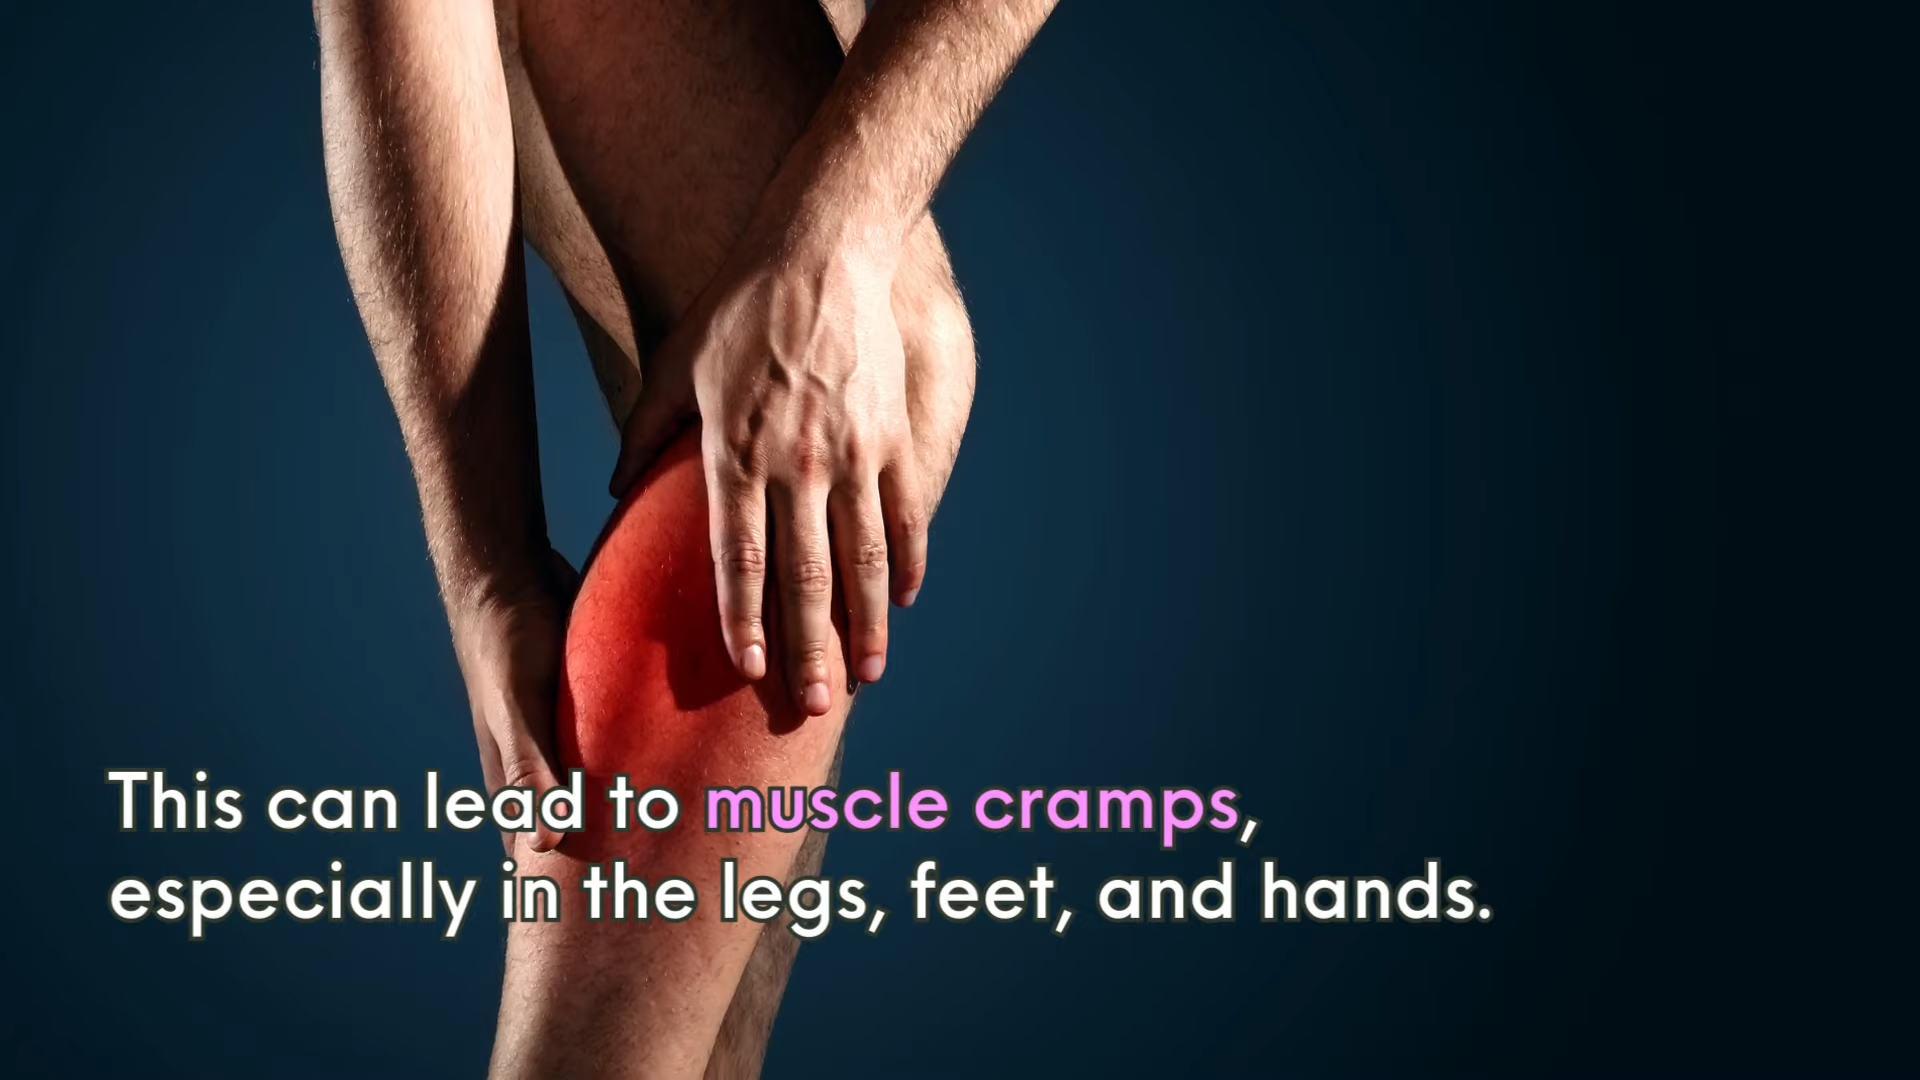 This can lead to muscle cramps,
especially in the legs, feet, and hands.